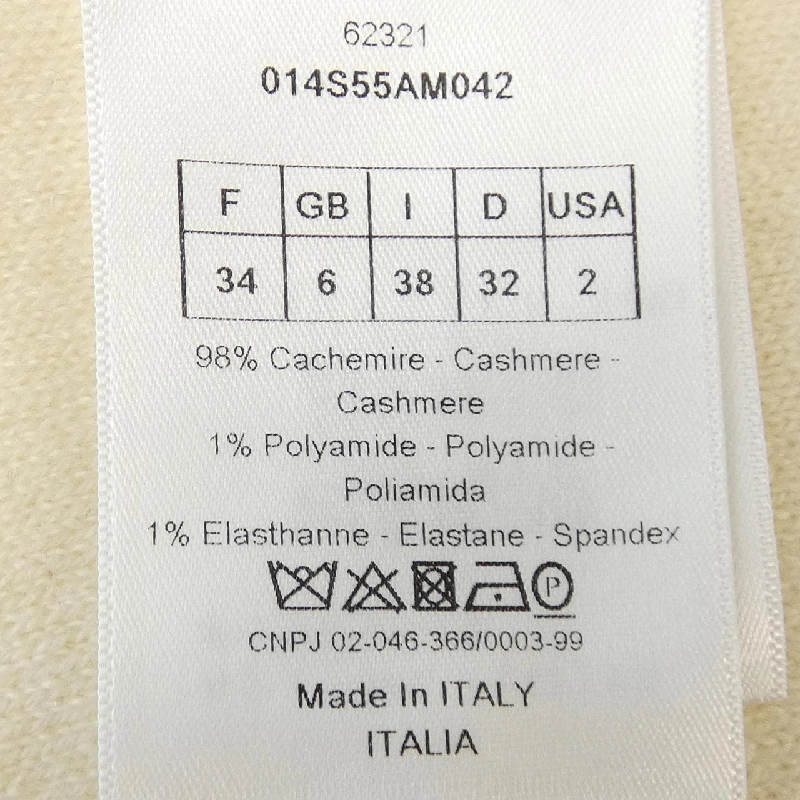 62321
014S55AM042
F GB I D USA
34 6 38 32 2
98% Cachemire - Cashmere -
Cashmere
1% Polyamide - Polyamide -
Poliamida
1% Elasthanne - Elastane - Spandex
P
CNPJ 02-046-366/0003-99
Made In ITALY
ITALIA